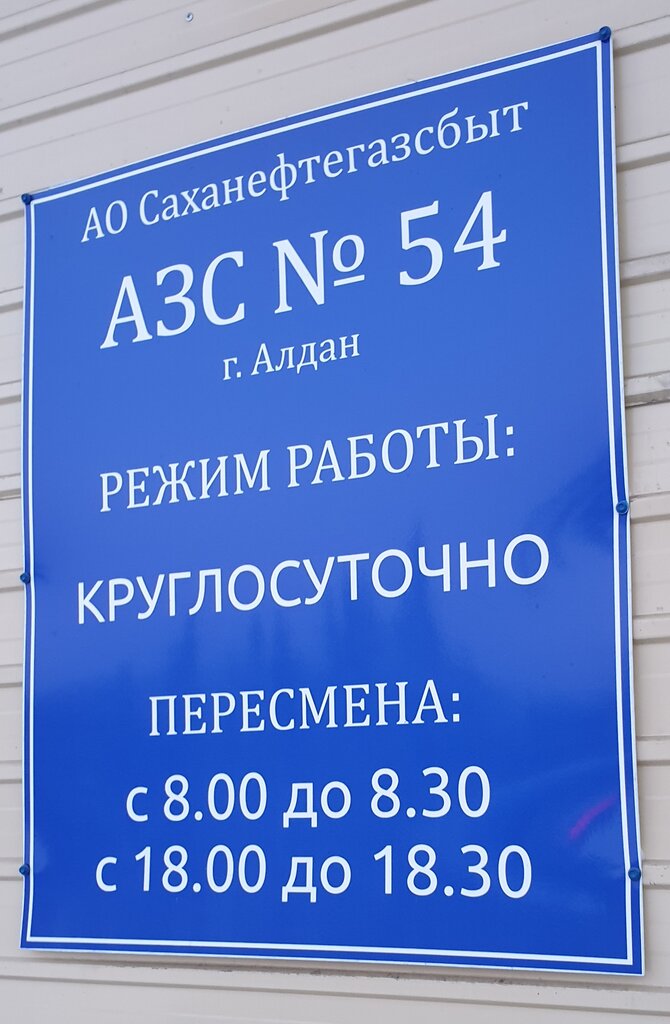 АО Саханефтегазсбыт
АЗС № 54
г. Алдан
РЕЖИМ РАБОТЫ:
КРУГЛОСУТОЧНО
ПЕРЕСМЕНА:
с 8.00 до 8.30
с 18.00 до 18.30